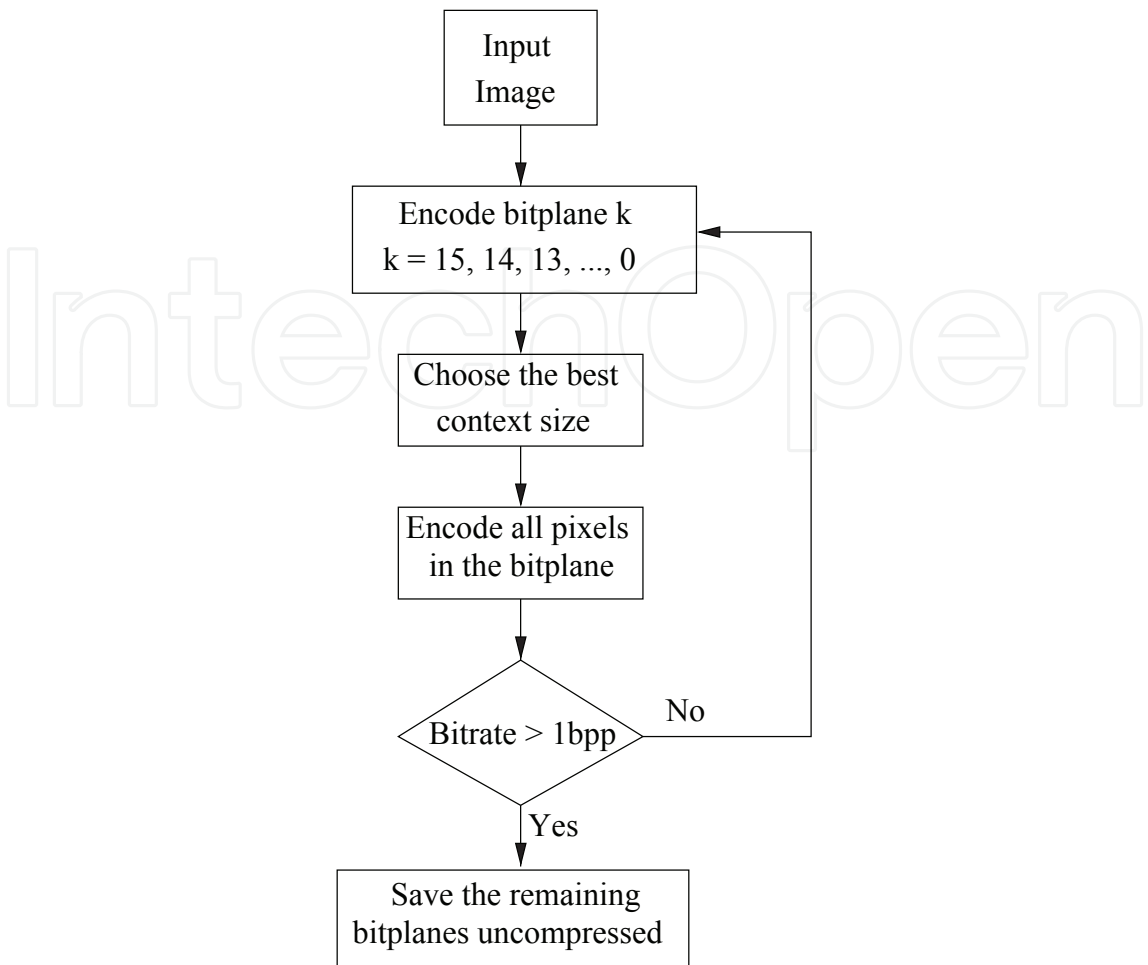 Input
Image
Encode bitplane k
k = 15, 14, 13, ..., 0
IntechOpen
Choose the best
context size
Encode all pixels
in the bitplane
Bitrate > 1bpp
No
Yes
Save the remaining
bitplanes uncompressed